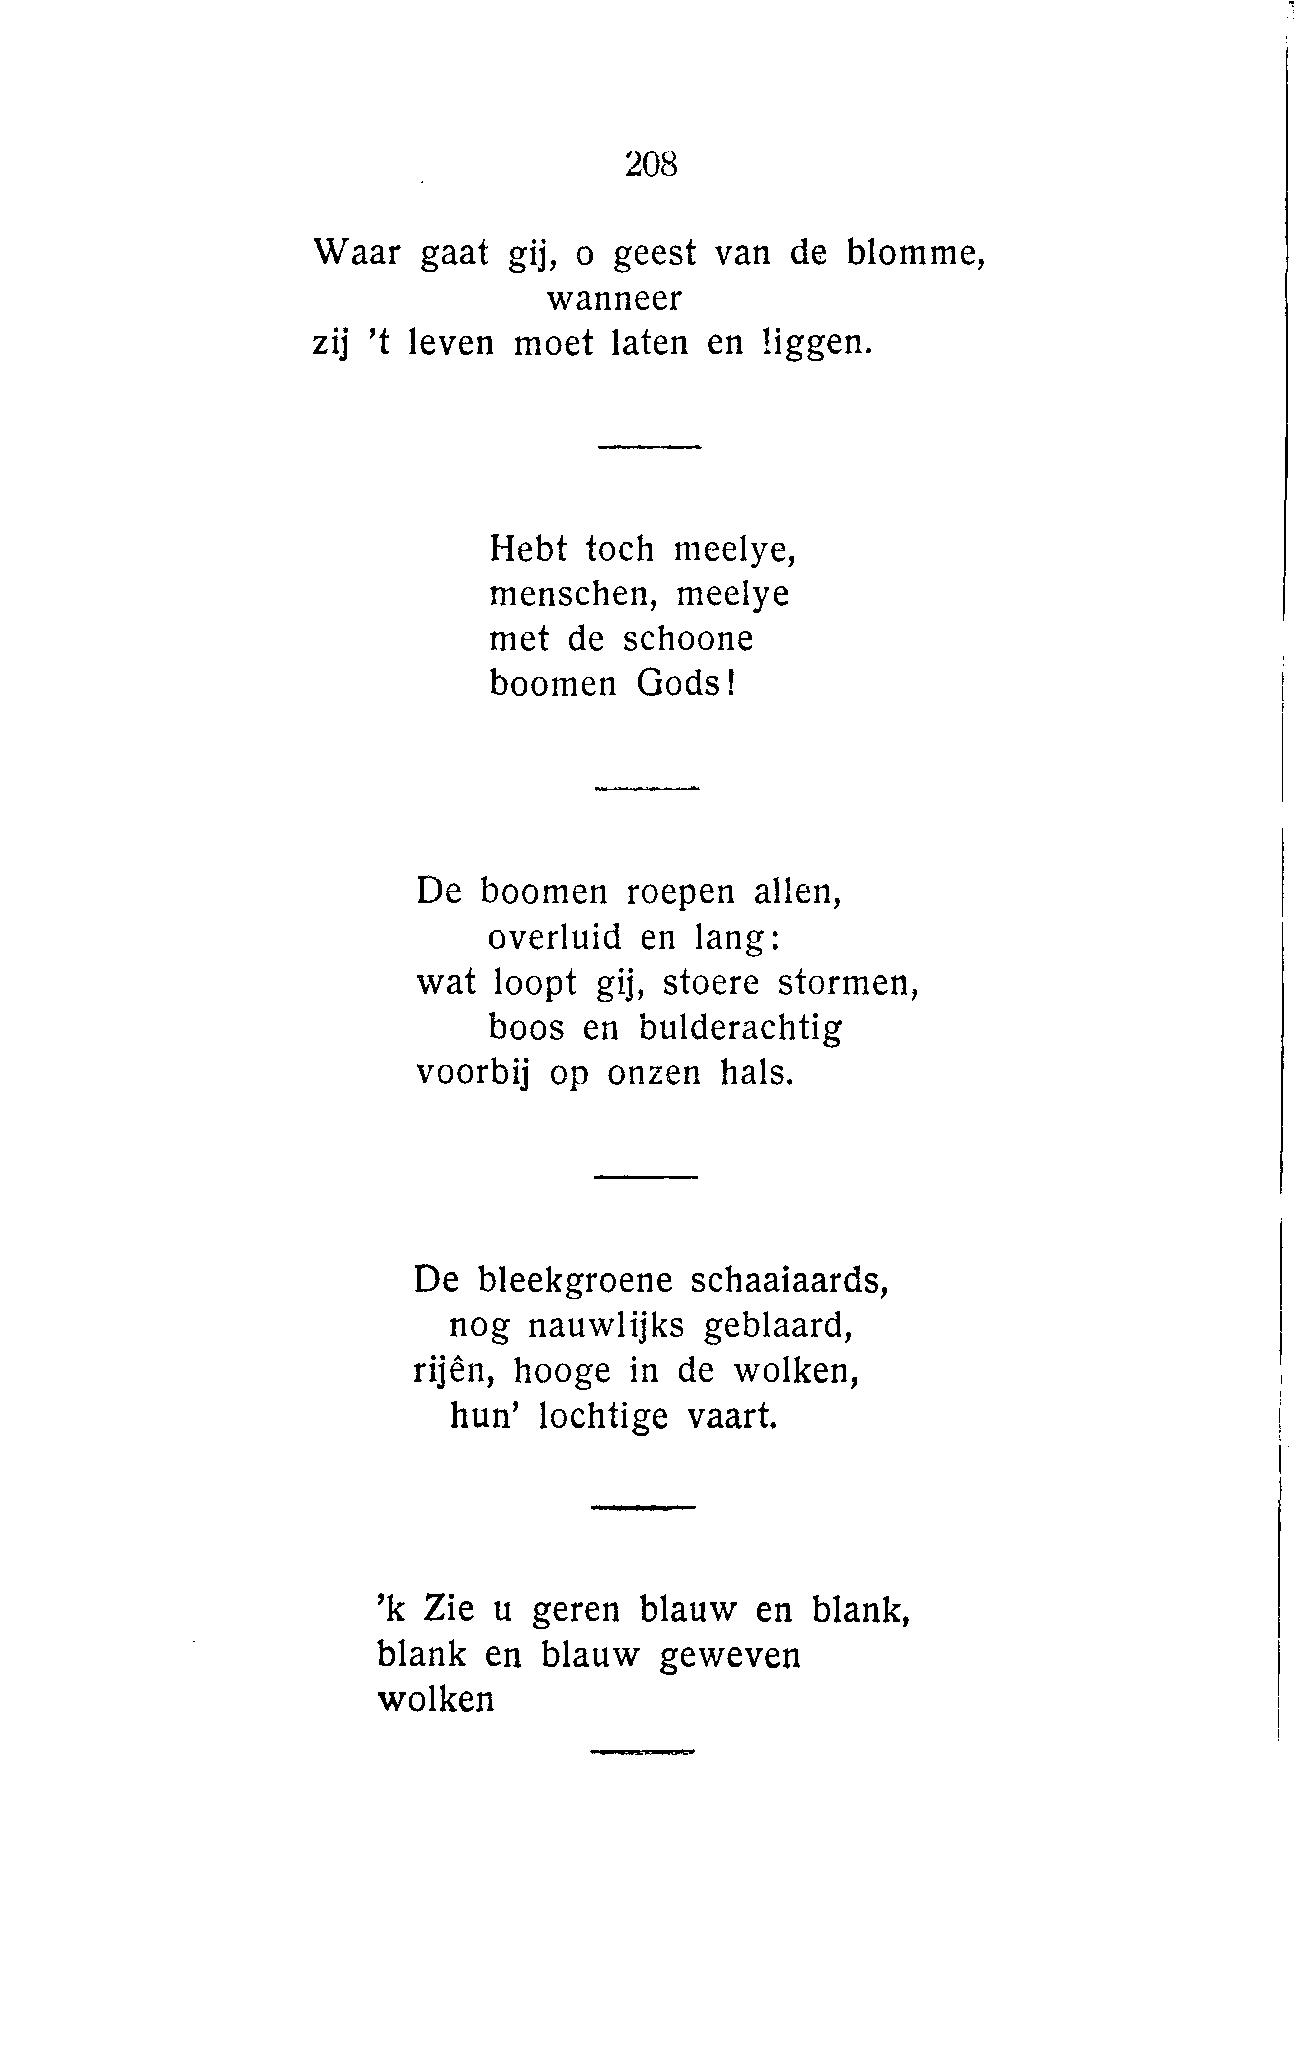 208
Waar gaat gij, o geest van de blomme,
wanneer
zij 't leven moet laten en liggen.
Hebt toch meelye,
menschen, meelye
met de schoone
boomen Gods!
De boomen roepen allen,
overluid en lang:
wat loopt gij, stoere stormen,
boos en bulderachtig
voorbij op onzen hals.
De bleekgroene schaaiaards,
nog nauwlijks geblaard,
rijên, hooge in de wolken,
hun' lochtige vaart.
'k Zie u geren blauw en blank,
blank en blauw geweven
wolken